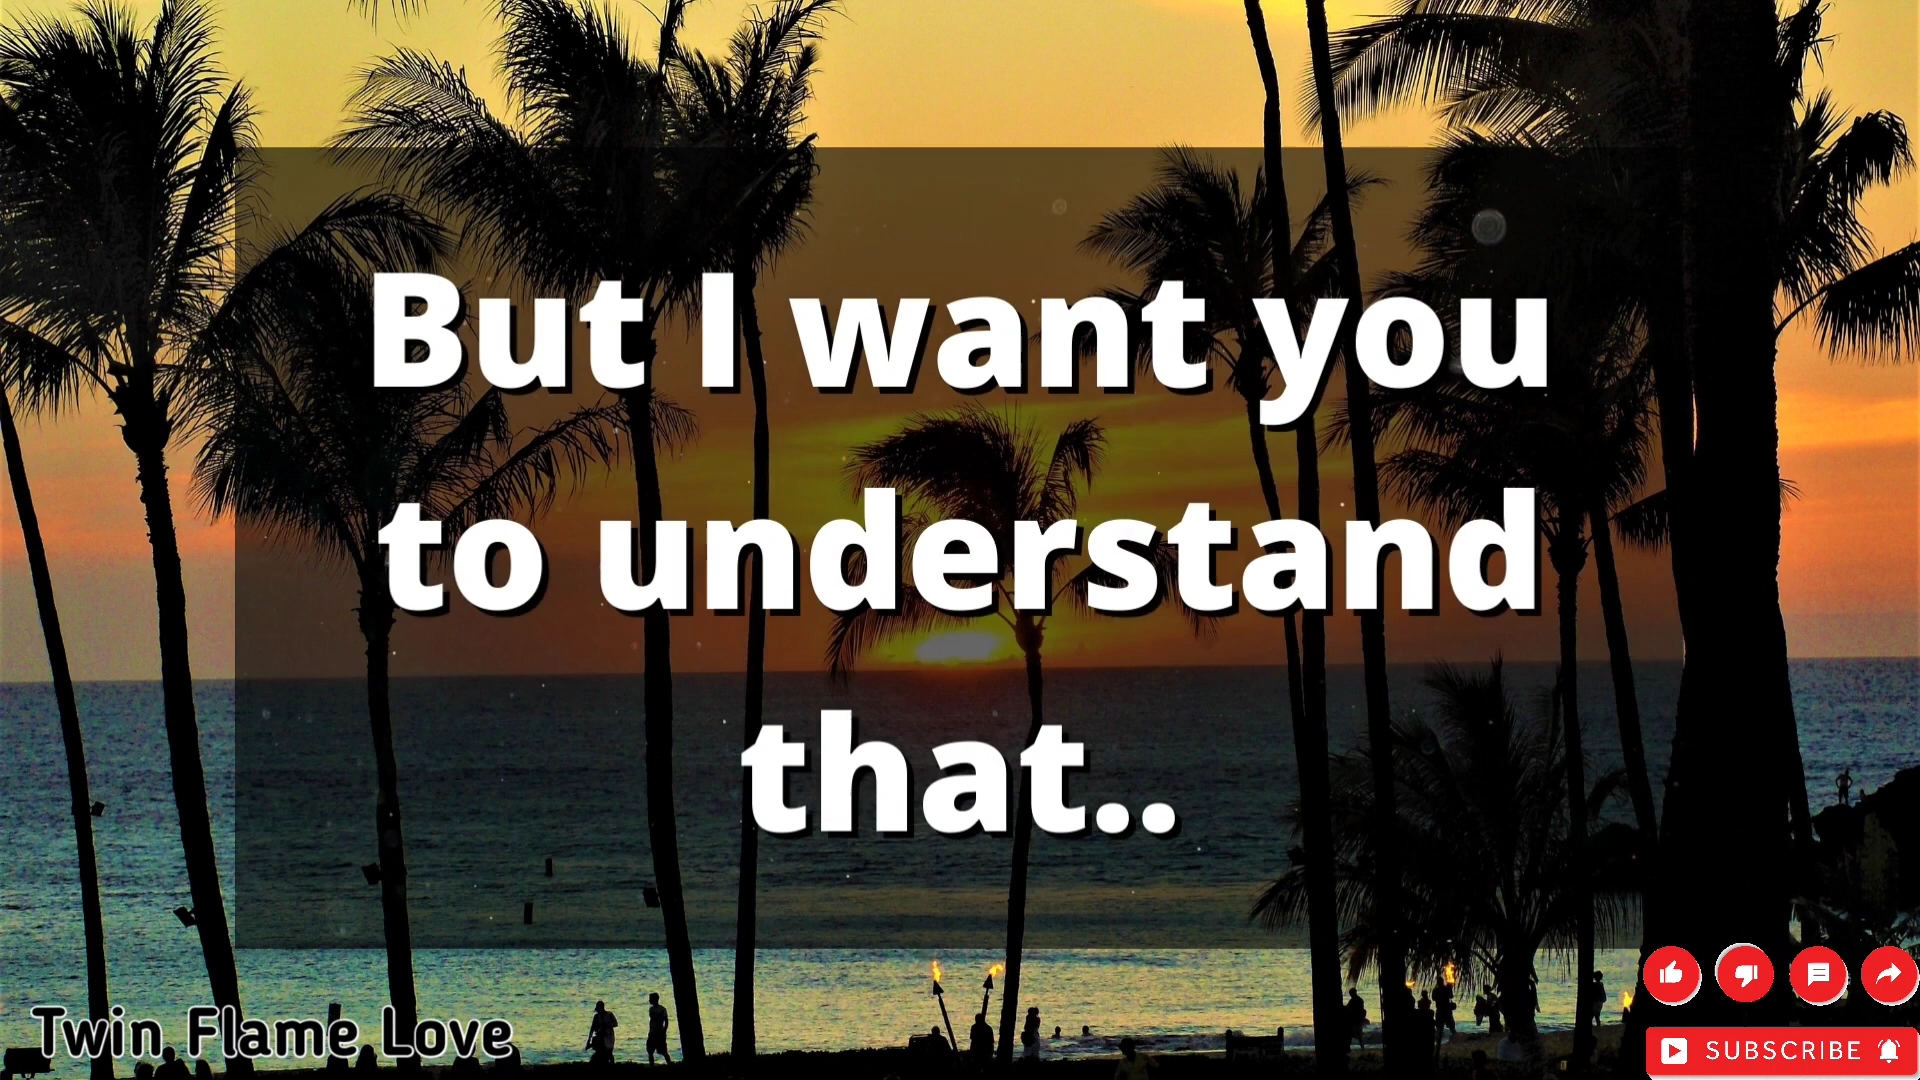 But I want you
to understand
that..
Twin Flame Love
SUBSCRIBE